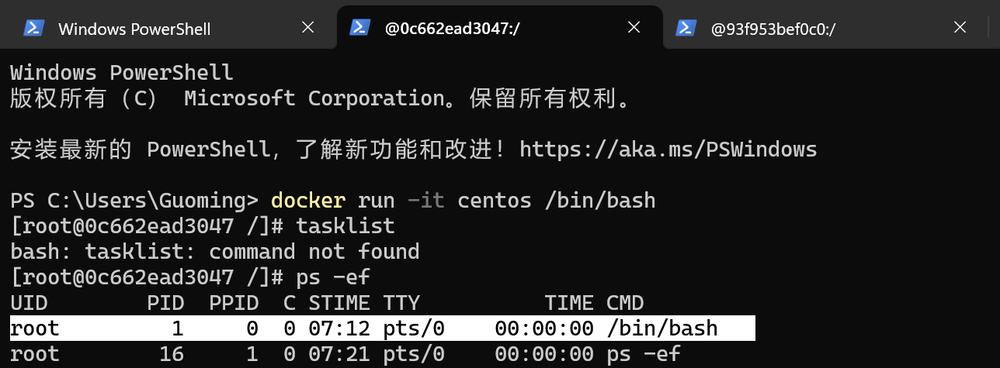 Windows PowerShell
@0c662ead3047:/
@93f953bef0c0:/
Windows PowerShell
版权所有（C） Microsoft Corporation。保留所有权利。
安装最新的 PowerShell，了解新功能和改进！https://aka.ms/PSWindows
PS C:\Users\Guoming> docker run -it centos /bin/bash
[root@0c662ead3047 /]# tasklist
bash: tasklist: command not found
[root@0c662ead3047 /]# ps -ef
UID        PID  PPID  C STIME TTY          TIME CMD
root         1     0  0 07:12 pts/0    00:00:00 /bin/bash
root        16     1  0 07:21 pts/0    00:00:00 ps -ef